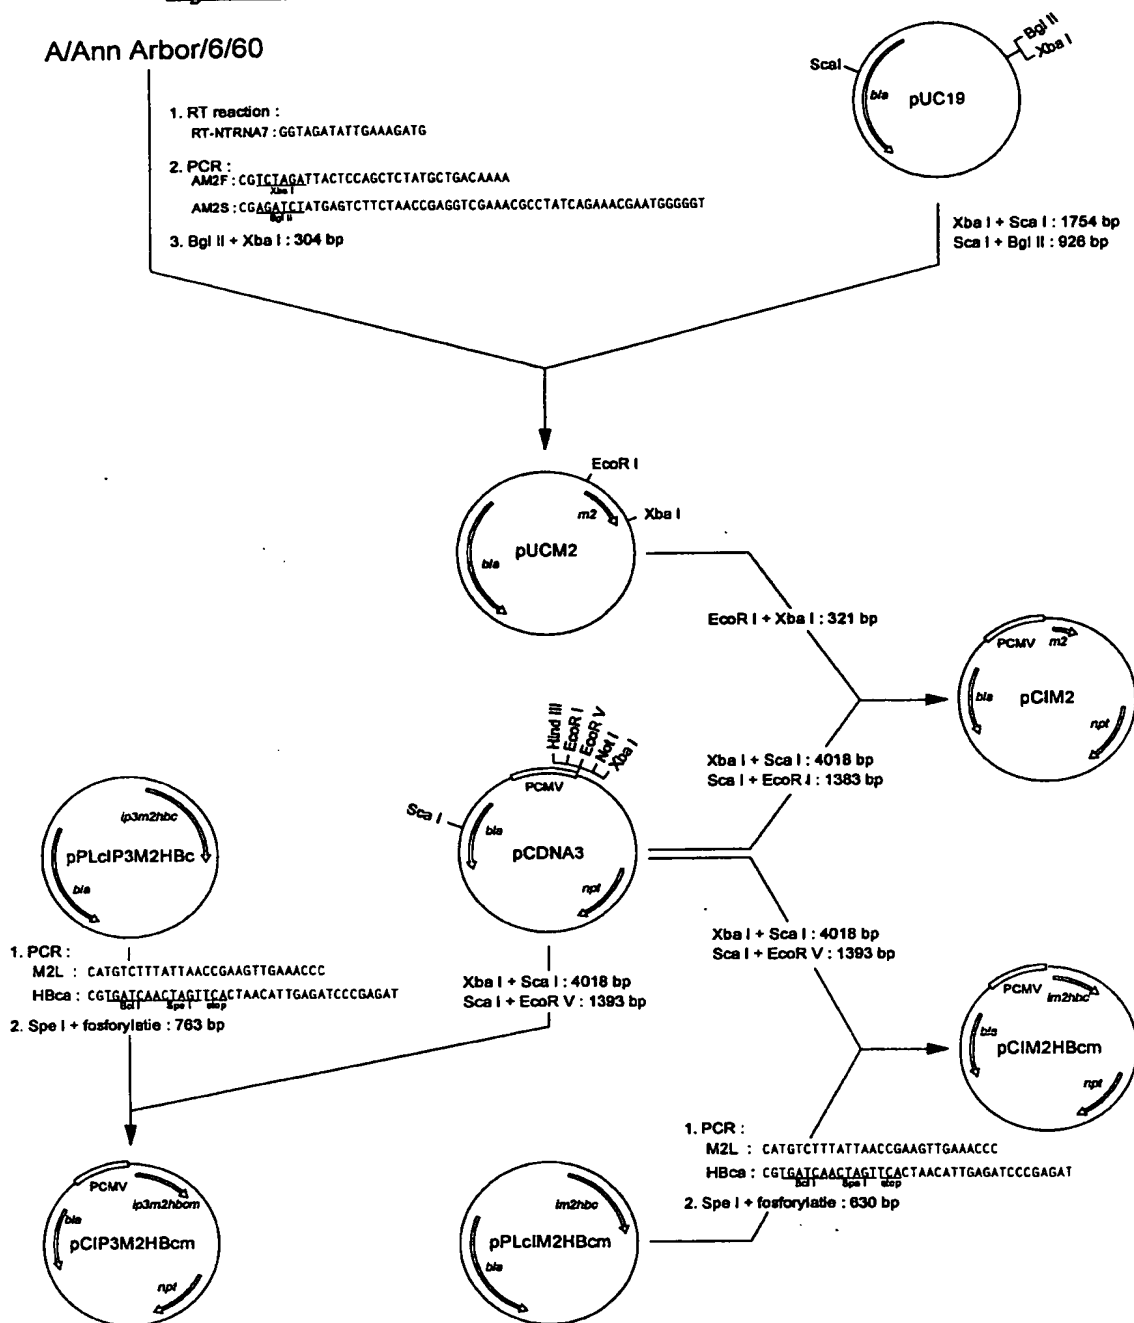 A/Ann Arbor/6/60
1. RT reaction :
RT-NTRNA7 : GGTAGATATTGAAAGATG
2. PCR :
AM2F : CGTCTAGATTACTCCAGCTCTATGCTGACAAAA
Xba I
AM2S : CGAGATCTATGAGTCTTCTAACCGAGGTCGAAACGCCTATCAGAAACGAATGGGGGT
Bgl II
3. Bgl II + Xba I : 304 bp
ScaI
Bgl II
Xba I
bla
pUC19
Xba I + Sca I : 1754 bp
Sca I + Bgl II : 926 bp
EcoR I
m2
Xba I
bla
pUCM2
EcoR I + Xba I : 321 bp
PCMV
m2
bla
pCIM2
npt
Hind III
EcoR I
EcoR V
Not I
Xba I
PCMV
Sca I
bla
pCDNA3
npt
Xba I + Sca I : 4018 bp
Sca I + EcoR I : 1383 bp
ip3m2hbc
pPLcIP3M2HBc
bla
1. PCR :
M2L : CATGTCTTTATTAACCGAAGTTGAAACCC
HBca : CGTGATCAACTAGTTCACTAACATTGAGATCCCGAGAT
Bcl I Spe I stop
2. Spe I + fosforylatie : 763 bp
Xba I + Sca I : 4018 bp
Sca I + EcoR V : 1393 bp
Xba I + Sca I : 4018 bp
Sca I + EcoR V : 1393 bp
PCMV
im2hbc
bla
pCIM2HBcm
npt
1. PCR :
M2L : CATGTCTTTATTAACCGAAGTTGAAACCC
HBca : CGTGATCAACTAGTTCACTAACATTGAGATCCCGAGAT
Bcl I Spe I stop
2. Spe I + fosforylatie : 630 bp
PCMV
ip3m2hbcm
bla
pCIP3M2HBcm
npt
im2hbc
pPLcIM2HBcm
bla